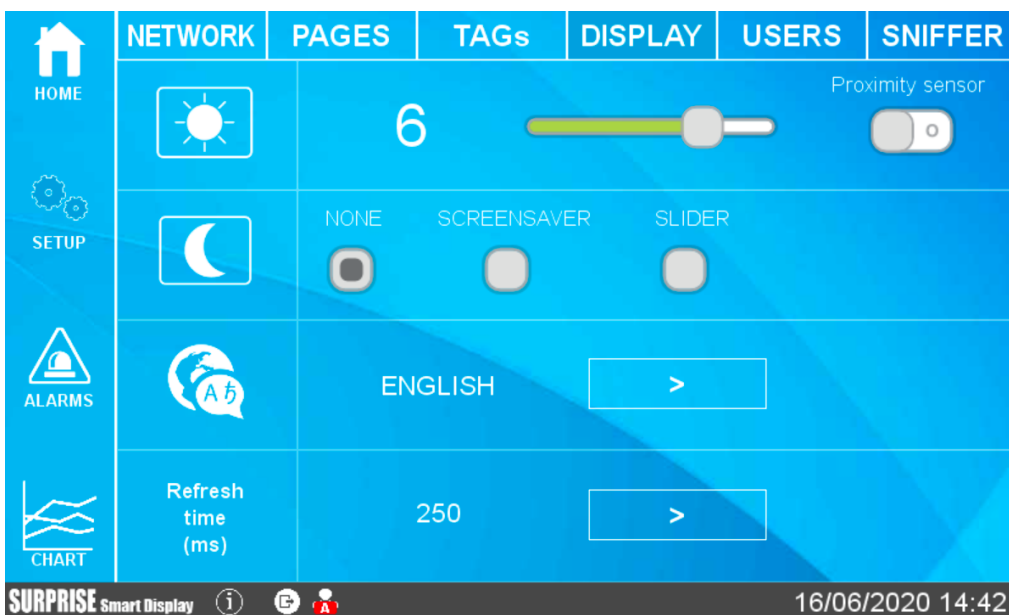 NETWORK PAGES TAGs DISPLAY USERS SNIFFER
HOME
6
Proximity sensor
O
SETUP
NONE SCREENSAVER SLIDER
ALARMS
A ち
ENGLISH >
CHART
Refresh
time
(ms)
250 >
SURPRISE Smart Display i A 16/06/2020 14:42